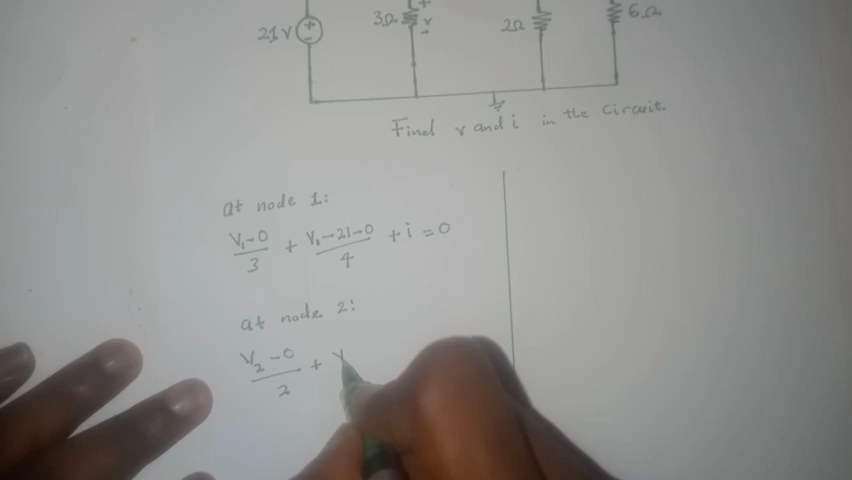 21V 3Ω + v - 2Ω 6Ω
+
-
Find v and i in the circuit.
at node 1:
V₁-0/3 + V₁-21-0/4 + i = 0
at node 2:
V₂-0/2 + V